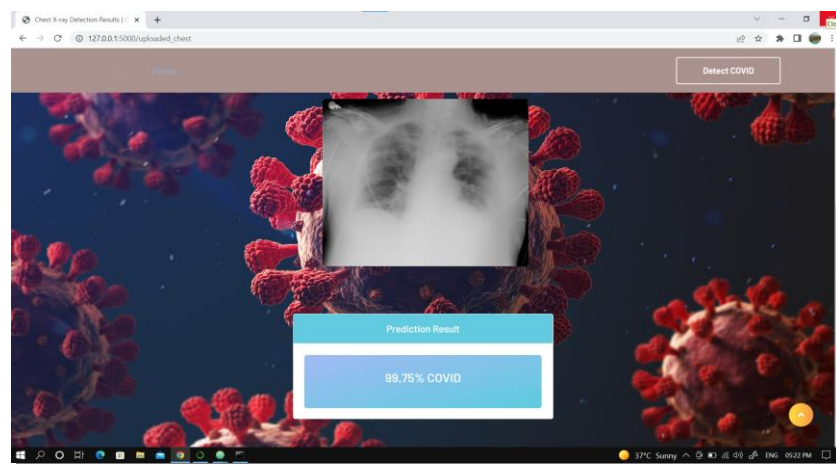 Chest X-ray Detection Results |
127.0.0.1:5000/uploaded_chest
Home
Detect COVID
Prediction Result
99.75% COVID
37°C Sunny
ENG
05:22 PM